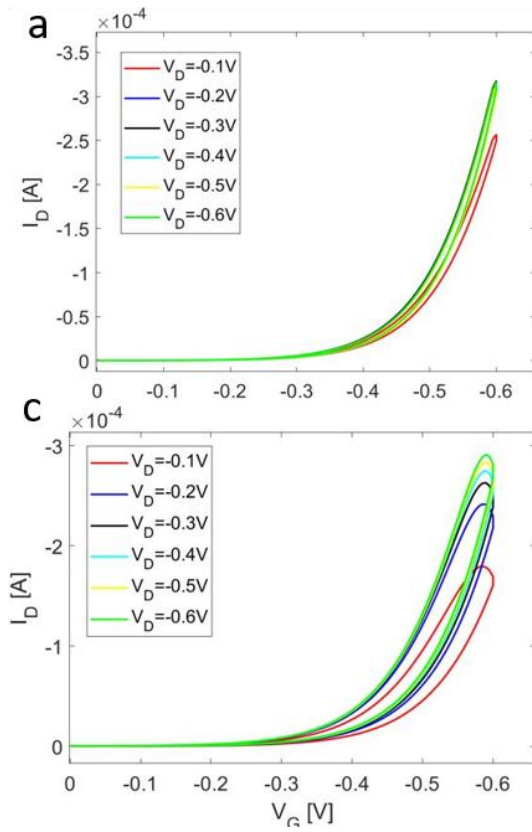 a
×10⁻⁴
-3.5
-3
-2.5
-2
-1.5
-1
-0.5
0
I_D [A]
V_D=-0.1V
V_D=-0.2V
V_D=-0.3V
V_D=-0.4V
V_D=-0.5V
V_D=-0.6V
0 -0.1 -0.2 -0.3 -0.4 -0.5 -0.6
c
×10⁻⁴
-3
-2
-1
0
I_D [A]
V_D=-0.1V
V_D=-0.2V
V_D=-0.3V
V_D=-0.4V
V_D=-0.5V
V_D=-0.6V
0 -0.1 -0.2 -0.3 -0.4 -0.5 -0.6
V_G [V]